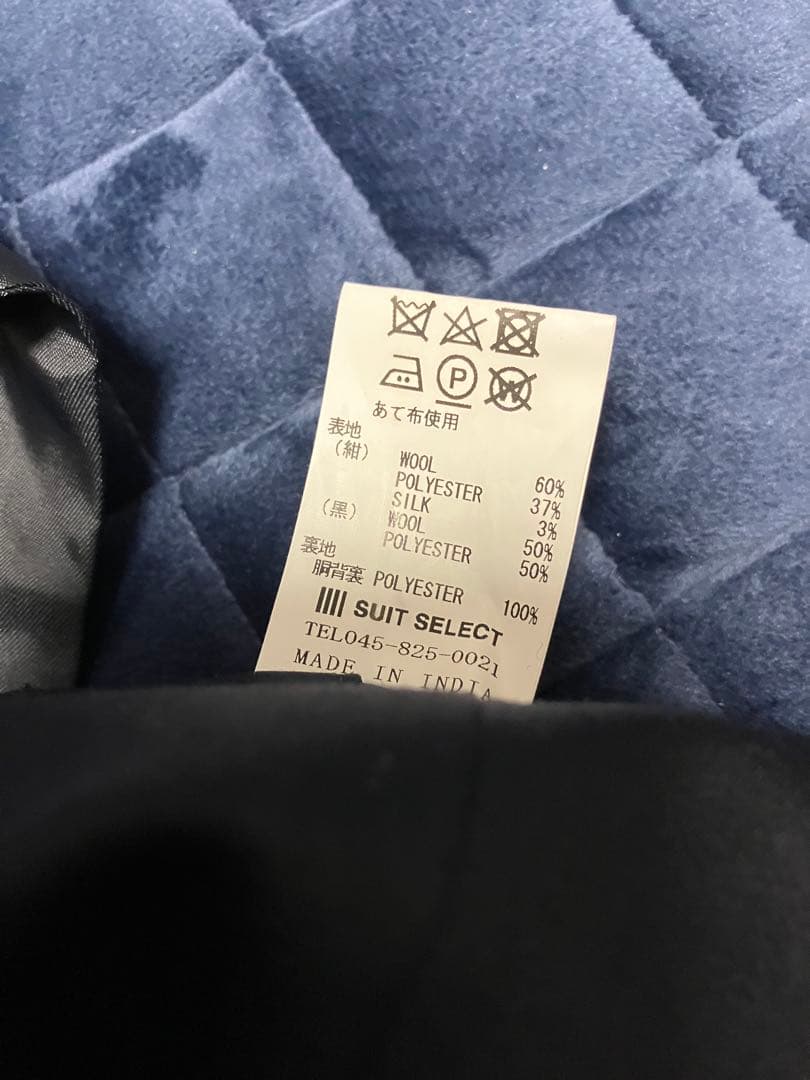 P
W
あて布使用
表地
(紺) WOOL 60%
POLYESTER 37%
SILK 3%
(黒) WOOL 50%
POLYESTER 50%
裏地
胴背裏 POLYESTER 100%
SUIT SELECT
TEL045-825-0021
MADE IN INDIA